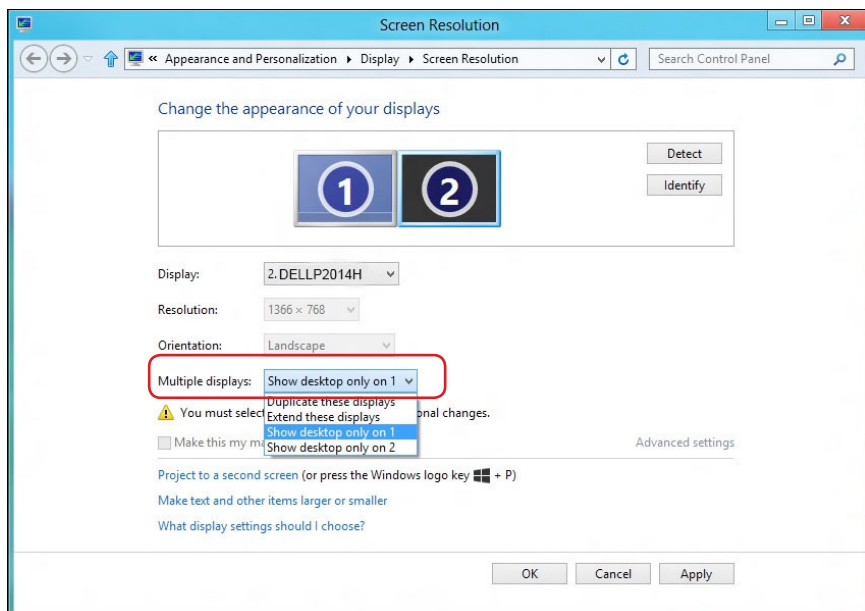 Screen Resolution
« Appearance and Personalization Display Screen Resolution Search Control Panel
Change the appearance of your displays
1 2
Detect
Identify
Display: 2. DELLP2014H
Resolution: 1366 × 768
Orientation: Landscape
Multiple displays: Show desktop only on 1
Duplicate these displays
You must selec onal changes.
Extend these displays
Show desktop only on 1
Make this my ma Advanced settings
Show desktop only on 2
Project to a second screen (or press the Windows logo key + P)
Make text and other items larger or smaller
What display settings should I choose?
OK Cancel Apply